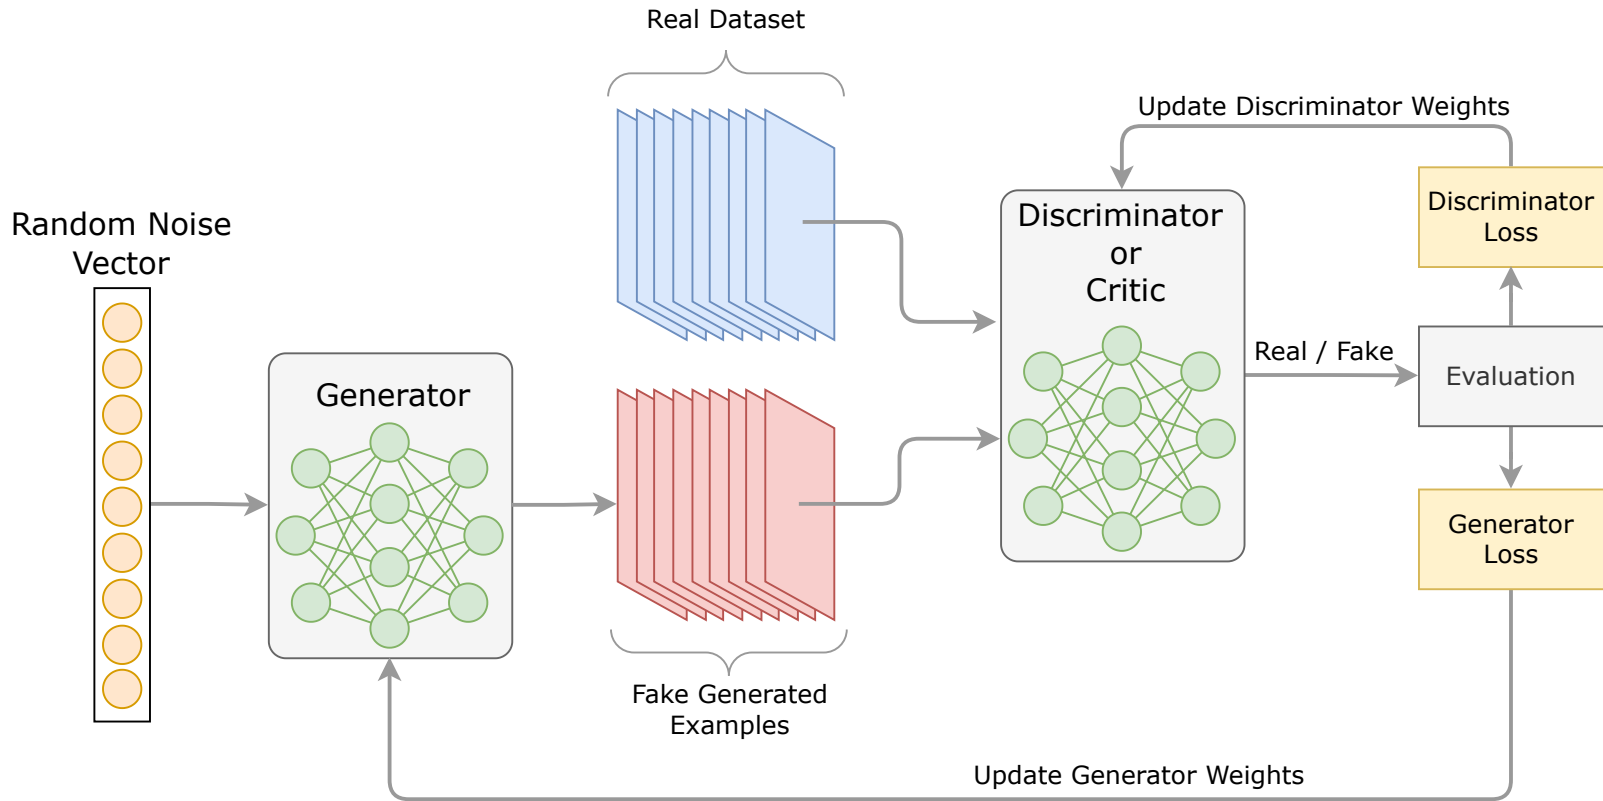 Real Dataset
Update Discriminator Weights
Random Noise
Vector
Discriminator
or
Critic
Discriminator
Loss
Generator
Real / Fake
Evaluation
Generator
Loss
Fake Generated
Examples
Update Generator Weights